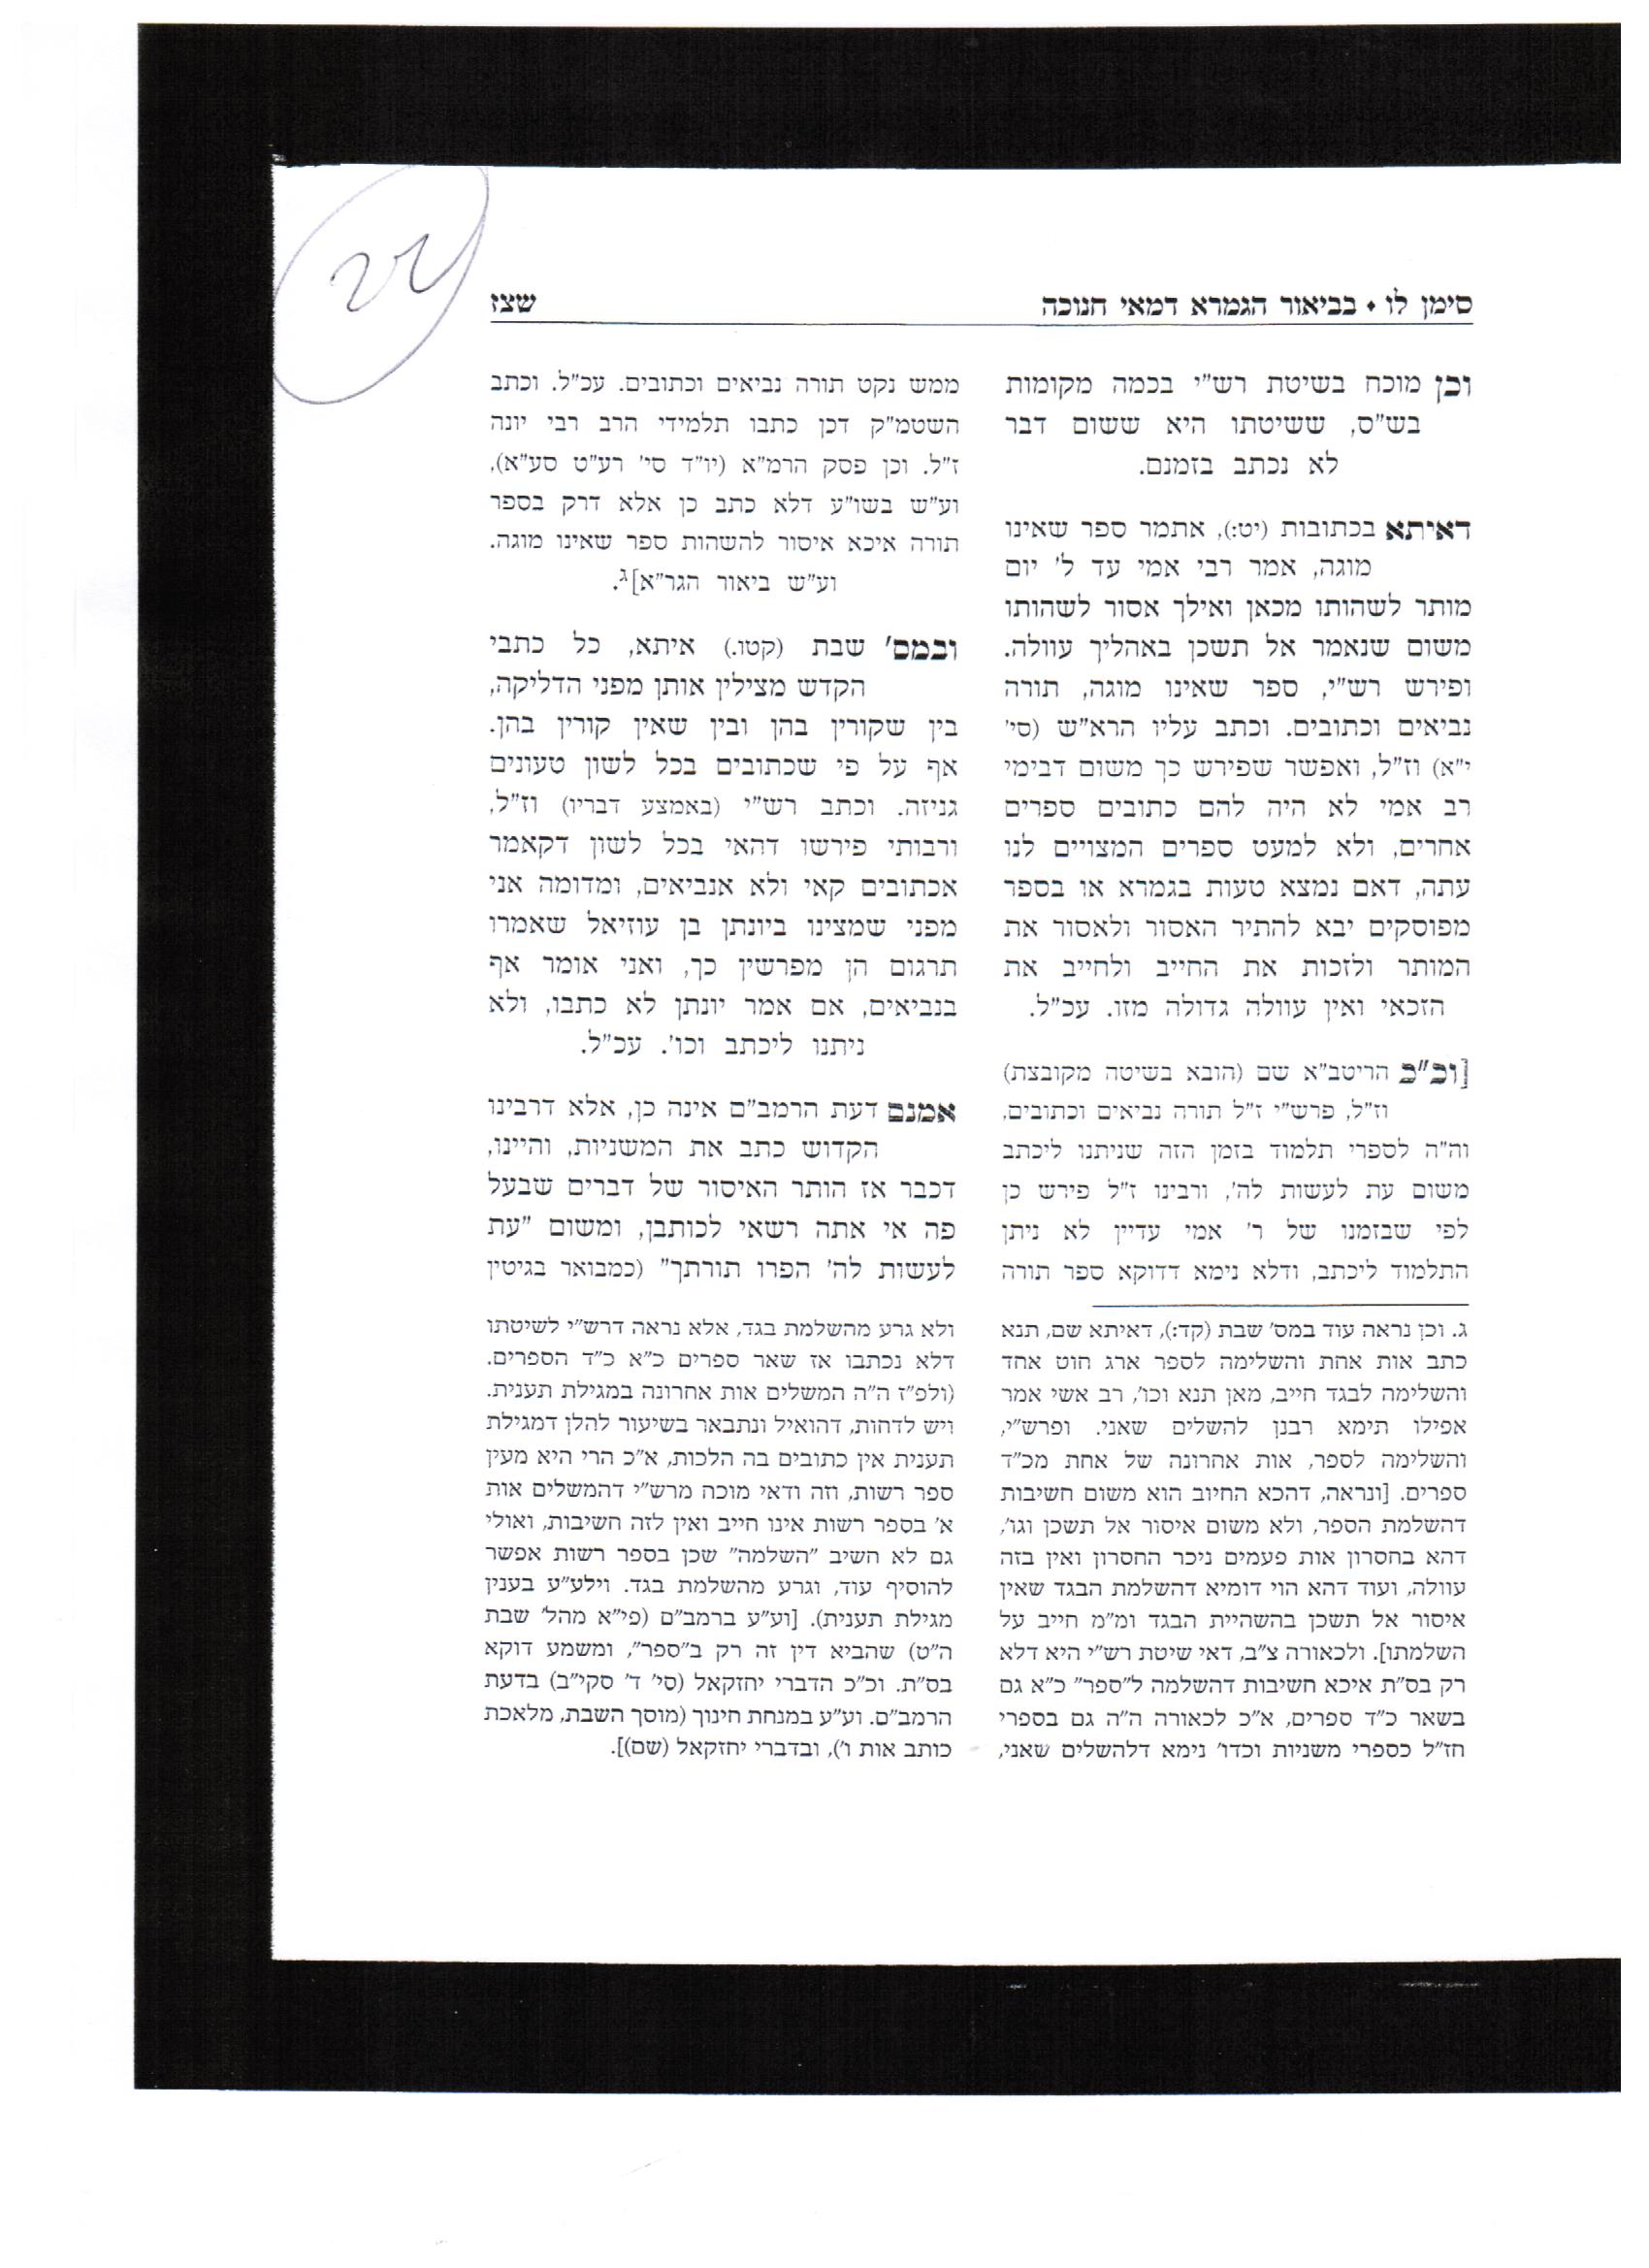 סימן לו • בביאור הגמרא דמאי חנוכה
שצז
וכן מוכח בשיטת רש"י בכמה מקומות
בש"ס, ששיטתו היא ששום דבר
לא נכתב בזמנם.
דאיתא בכתובות (יט:), אתמר ספר שאינו
מוגה, אמר רבי אמי עד ל' יום
מותר לשהותו מכאן ואילך אסור לשהותו
משום שנאמר אל תשכן באהליך עוולה.
ופירש רש"י, ספר שאינו מוגה, תורה
נביאים וכתובים. וכתב עליו הרא"ש (סי'
י"א) וז"ל, ואפשר שפירש כך משום דבימי
רב אמי לא היה להם כתובים ספרים
אחרים, ולא למעט ספרים המצויים לנו
עתה, דאם נמצא טעות בגמרא או בספר
מפוסקים יבא להתיר האסור ולאסור את
המותר ולזכות את החייב ולחייב את
הזכאי ואין עוולה גדולה מזו. עכ"ל.
[וכ"כ הריטב"א שם (הובא בשיטה מקובצת)
וז"ל, פרש"י ז"ל תורה נביאים וכתובים,
וה"ה לספרי תלמוד בזמן הזה שניתנו ליכתב
משום עת לעשות לה', ורבינו ז"ל פירש כן
לפי שבזמנו של ר' אמי עדיין לא ניתן
התלמוד ליכתב, ודלא נימא דדוקא ספר תורה
ממש נקט תורה נביאים וכתובים. עכ"ל. וכתב
השטמ"ק דכן כתבו תלמידי הרב רבי יונה
ז"ל. וכן פסק הרמ"א (יו"ד סי' רע"ט סע"א),
וע"ש בשו"ע דלא כתב כן אלא דרק בספר
תורה איכא איסור להשהות ספר שאינו מוגה.
וע"ש ביאור הגר"א]ג.
ובמס' שבת (קטו.) איתא, כל כתבי
הקדש מצילין אותן מפני הדליקה,
בין שקורין בהן ובין שאין קורין בהן.
אף על פי שכתובים בכל לשון טעונים
גניזה. וכתב רש"י (באמצע דבריו) וז"ל,
ורבותי פירשו דהאי בכל לשון דקאמר
אכתובים קאי ולא אנביאים, ומדומה אני
מפני שמצינו ביונתן בן עוזיאל שאמרו
תרגום הן מפרשין כך, ואני אומר אף
בנביאים, אם אמר יונתן לא כתבו, ולא
ניתנו ליכתב וכו'. עכ"ל.
אמנם דעת הרמב"ם אינה כן, אלא דרבינו
הקדוש כתב את המשניות, והיינו,
דכבר אז הותר האיסור של דברים שבעל
פה אי אתה רשאי לכותבן, ומשום "עת
לעשות לה' הפרו תורתך" (כמבואר בגיטין
ג. וכן נראה עוד במס' שבת (קד:), דאיתא שם, תנא
כתב אות אחת והשלימה לספר ארג חוט אחד
והשלימה לבגד חייב, מאן תנא וכו', רב אשי אמר
אפילו תימא רבנן להשלים שאני. ופרש"י,
והשלימה לספר, אות אחרונה של אחת מכ"ד
ספרים. [ונראה, דהכא החיוב הוא משום חשיבות
דהשלמת הספר, ולא משום איסור אל תשכן וגו',
דהא בחסרון אות פעמים ניכר החסרון ואין בזה
עוולה, ועוד דהא הוי דומיא דהשלמת הבגד שאין
איסור אל תשכן בהשהיית הבגד ומ"מ חייב על
השלמתו]. ולכאורה צ"ב, דאי שיטת רש"י היא דלא
רק בס"ת איכא חשיבות דהשלמה ל"ספר" כ"א גם
בשאר כ"ד ספרים, א"כ לכאורה ה"ה גם בספרי
חז"ל כספרי משניות וכדו' נימא דלהשלים שאני,
ולא גרע מהשלמת בגד, אלא נראה דרש"י לשיטתו
דלא נכתבו אז שאר ספרים כ"א כ"ד הספרים.
(ולפ"ז ה"ה המשלים אות אחרונה במגילת תענית.
ויש לדחות, דהואיל ונתבאר בשיעור להלן דמגילת
תענית אין כתובים בה הלכות, א"כ הרי היא מעין
ספר רשות, וזה ודאי מוכח מרש"י דהמשלים אות
א' בספר רשות אינו חייב ואין לזה חשיבות, ואולי
גם לא חשיב "השלמה" שכן בספר רשות אפשר
להוסיף עוד, וגרע מהשלמת בגד. וילע"ע בענין
מגילת תענית). [וע"ע ברמב"ם (פי"א מהל' שבת
ה"ט) שהביא דין זה רק ב"ספר", ומשמע דוקא
בס"ת. וכ"כ הדברי יחזקאל (סי' ד' סקי"ב) בדעת
הרמב"ם. וע"ע במנחת חינוך (מוסך השבת, מלאכת
כותב אות ו'), ובדברי יחזקאל (שם)].